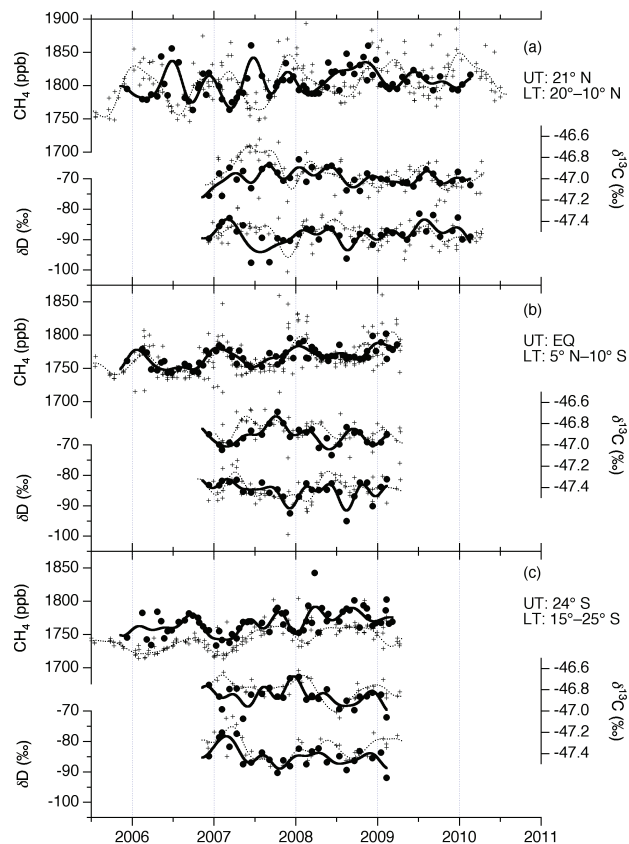 1900
(a)
1850
UT: 21° N
LT: 20°–10° N
CH4 (ppb)
1800
1750
1700
-46.6
-46.8
-47.0
-47.2
-47.4
δ13C (‰)
-70
-80
-90
-100
δD (‰)
1850
(b)
1800
UT: EQ
LT: 5° N–10° S
CH4 (ppb)
1750
1700
-46.6
-46.8
-47.0
-47.2
-47.4
δ13C (‰)
-70
-80
-90
-100
δD (‰)
1850
(c)
1800
UT: 24° S
LT: 15°–25° S
CH4 (ppb)
1750
1700
-46.6
-46.8
-47.0
-47.2
-47.4
δ13C (‰)
-70
-80
-90
-100
δD (‰)
2006 2007 2008 2009 2010 2011